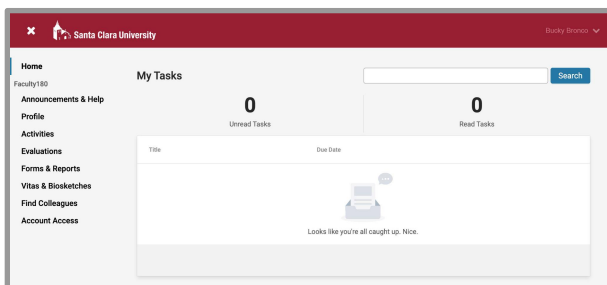 Santa Clara University
Bucky Bronco
Home
Faculty180
Announcements & Help
Profile
Activities
Evaluations
Forms & Reports
Vitas & Biosketches
Find Colleagues
Account Access
My Tasks
Search
0
Unread Tasks
0
Read Tasks
Title
Due Date
Looks like you're all caught up. Nice.